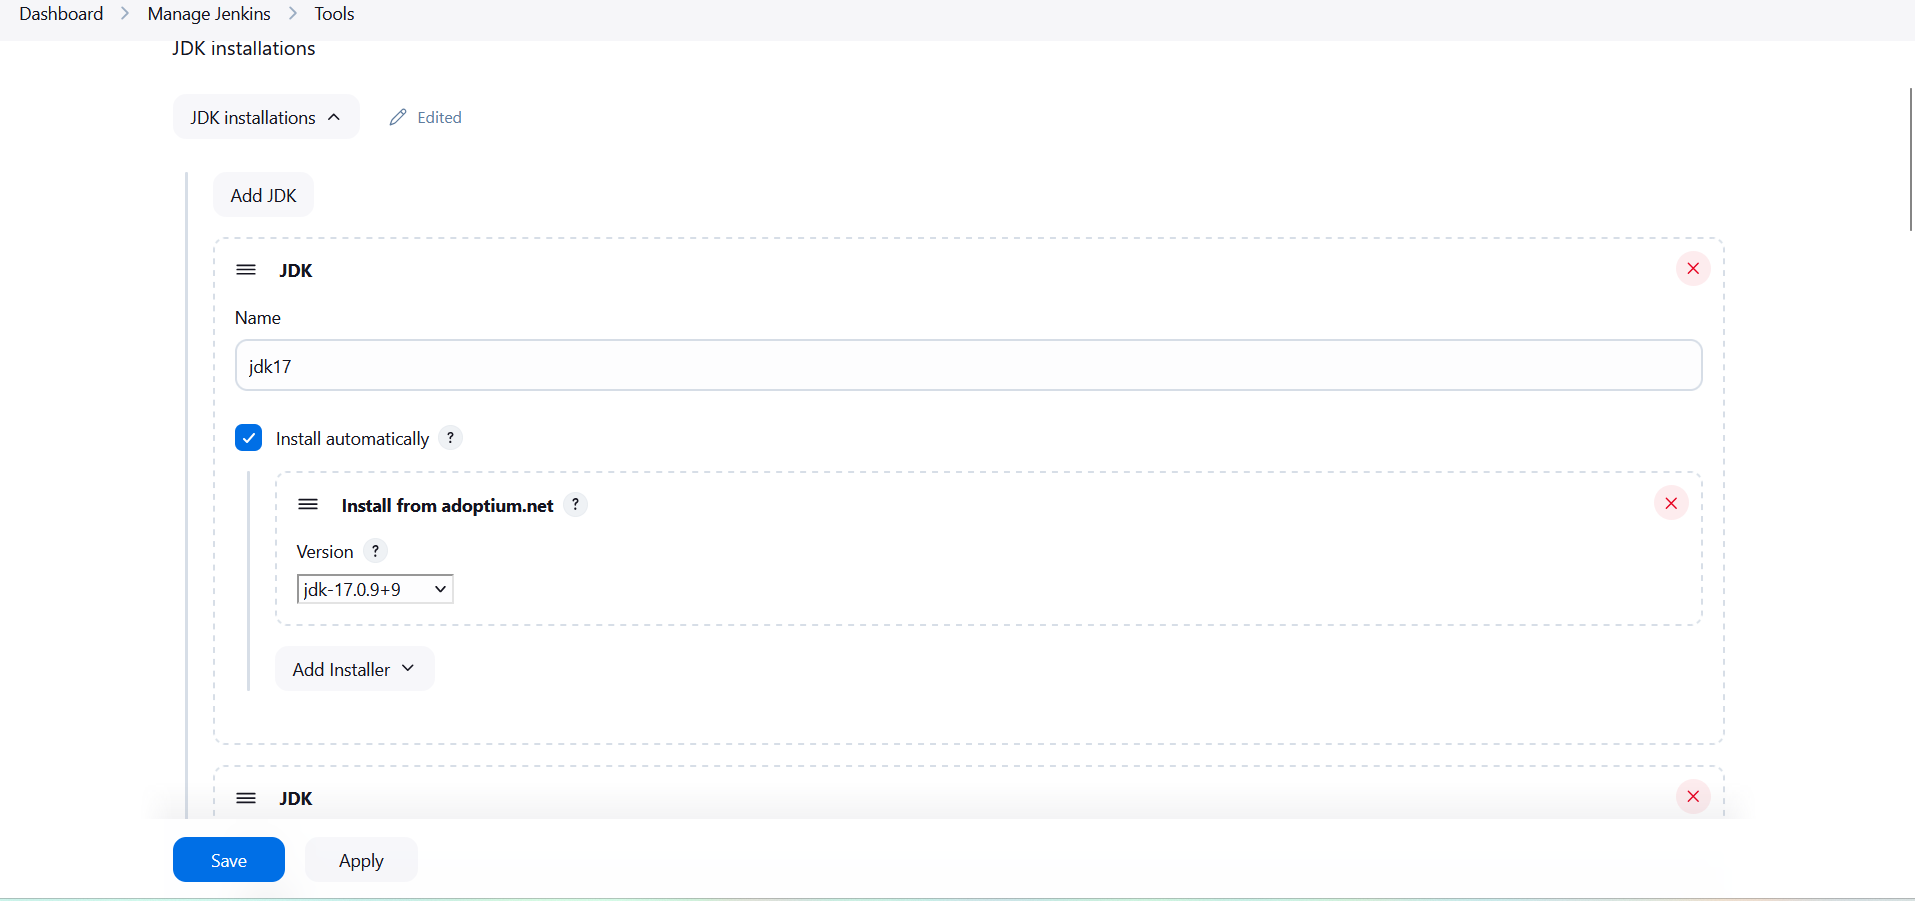 Dashboard > Manage Jenkins > Tools
JDK installations
JDK installations Edited
Add JDK
JDK
Name
jdk17
Install automatically ?
Install from adoptium.net ?
Version ?
jdk-17.0.9+9
Add Installer
JDK
Save Apply